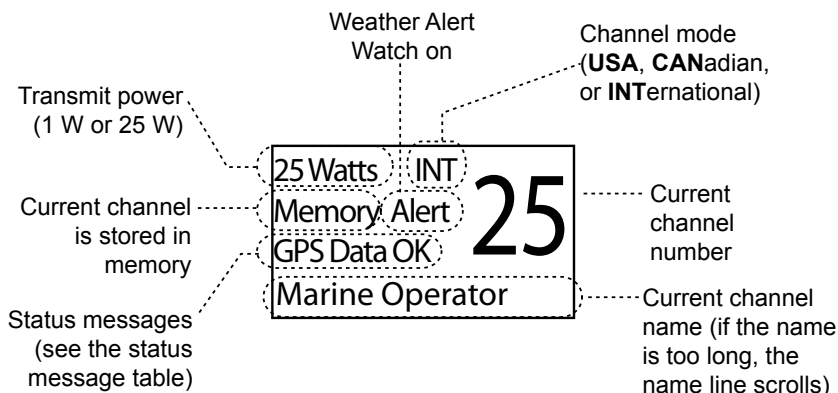 Weather Alert
Watch on
Channel mode
(USA, CANadian,
or INTernational)
Transmit power
(1 W or 25 W)
Current channel
is stored in
memory
Status messages
(see the status
message table)
25 Watts INT
Memory Alert
25
GPS Data OK
Marine Operator
Current
channel
number
Current channel
name (if the name
is too long, the
name line scrolls)